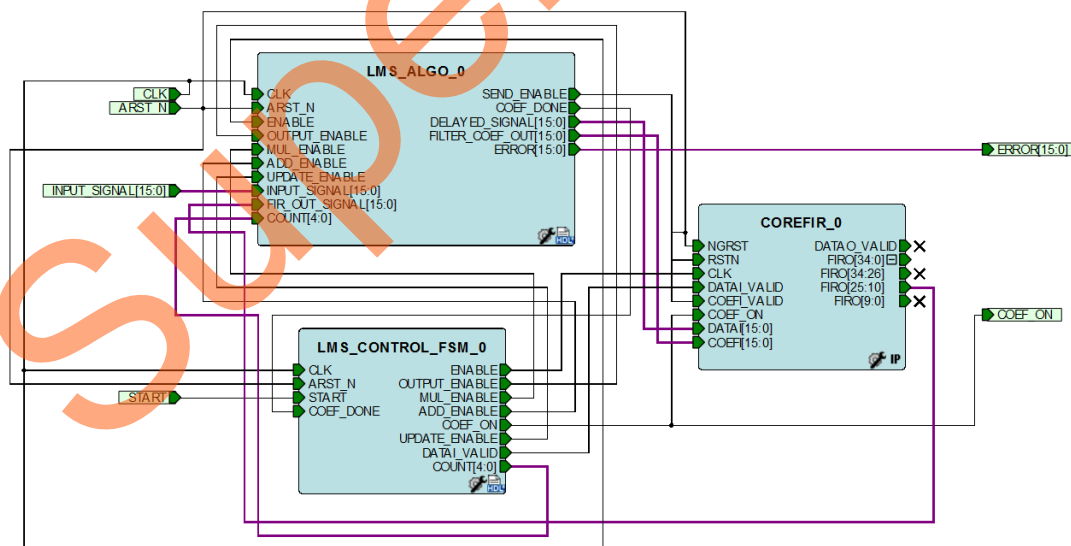 LMS_ALGO_0
CLK
ARST_N
CLK
ARST_N
ENABLE
OUTPUT_ENABLE
MUL_ENABLE
ADD_ENABLE
UPDATE_ENABLE
INPUT_SIGNAL[15:0]
INPUT_SIGNAL[15:0]
FIR_OUT_SIGNAL[15:0]
COUNT[4:0]
SEND_ENABLE
COEF_DONE
DELAYED_SIGNAL[15:0]
FILTER_COEF_OUT[15:0]
ERROR[15:0]
HDL
ERROR[15:0]
COREFIR_0
NGRST
RSTN
CLK
DATAI_VALID
COEFI_VALID
COEF_ON
DATAI[15:0]
COEFI[15:0]
DATAO_VALID
FIRO[34:0]
FIRO[34:26]
FIRO[25:10]
FIRO[9:0]
IP
COEF_ON
LMS_CONTROL_FSM_0
START
CLK
ARST_N
START
COEF_DONE
ENABLE
OUTPUT_ENABLE
MUL_ENABLE
ADD_ENABLE
COEF_ON
UPDATE_ENABLE
DATAI_VALID
COUNT[4:0]
HDL
Supe